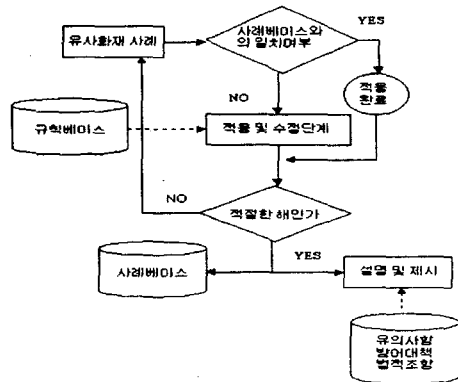 사례베이스와
의 일치여부
YES
유사화재 사례
적용
완료
NO
규칙베이스
적용 및 수정단계
NO
적절한 해인가
YES
사례베이스
설명 및 제시
유의사항
방어대책
법적조항